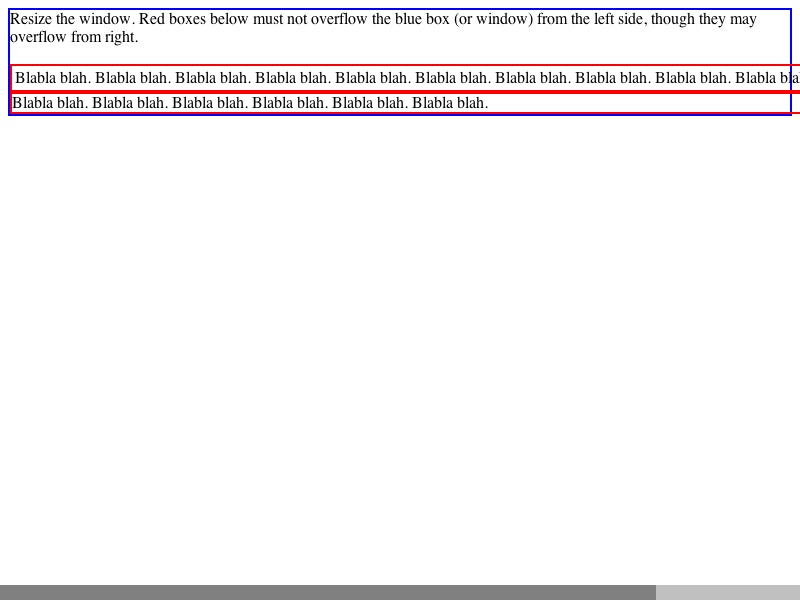 Resize the window. Red boxes below must not overflow the blue box (or window) from the left side, though they may
overflow from right.
Blabla blah. Blabla blah. Blabla blah. Blabla blah. Blabla blah. Blabla blah. Blabla blah. Blabla blah. Blabla blah. Blabla
Blabla blah. Blabla blah. Blabla blah. Blabla blah. Blabla blah. Blabla blah.